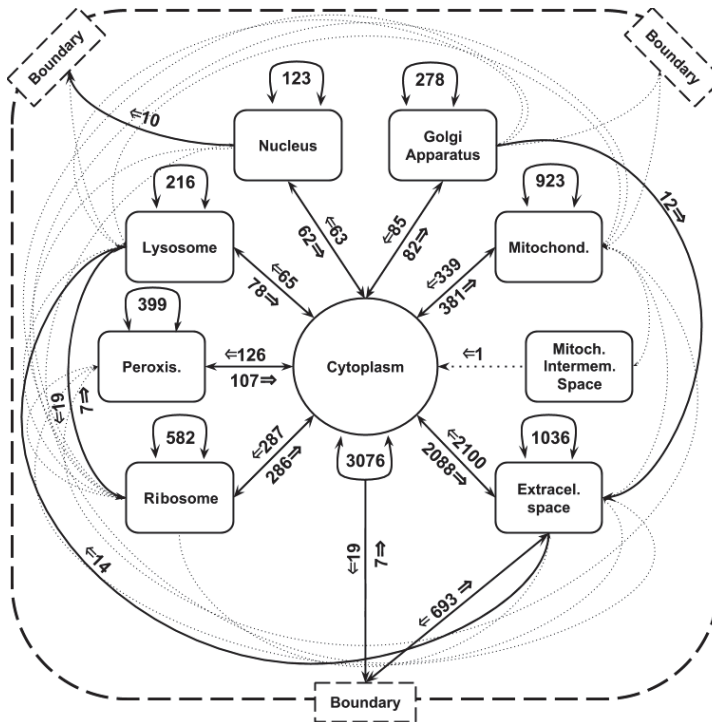 Boundary
Boundary
123
278
⇐10
Nucleus
Golgi
Apparatus
12⇒
216
923
⇐63
62⇒
⇐85
82⇒
Lysosome
Mitochond.
⇐65
78⇒
⇐339
381⇒
399
Peroxis.
⇐126
107⇒
Cytoplasm
⇐1
Mitoch.
Intermem.
Space
⇐19
7⇒
582
⇐287
286⇒
3076
⇐2100
2088⇒
1036
Ribosome
Extracel.
space
⇐14
⇐19
7⇒
⇐693⇒
Boundary